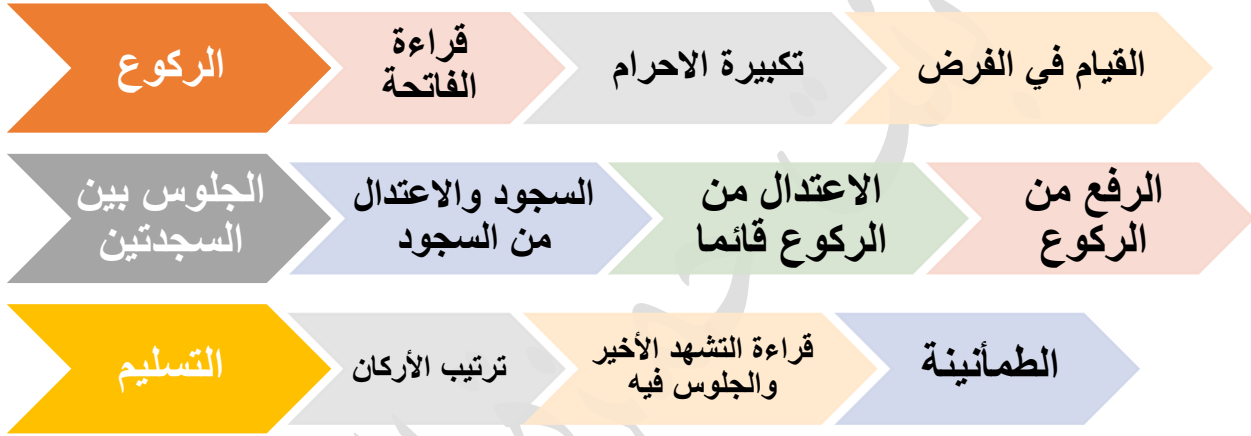 القيام في الفرض
تكبيرة الاحرام
قراءة
الفاتحة
الركوع
الرفع من
الركوع
الاعتدال من
الركوع قائما
السجود والاعتدال
من السجود
الجلوس بين
السجدتين
الطمأنينة
قراءة التشهد الأخير
والجلوس فيه
ترتيب الأركان
التسليم